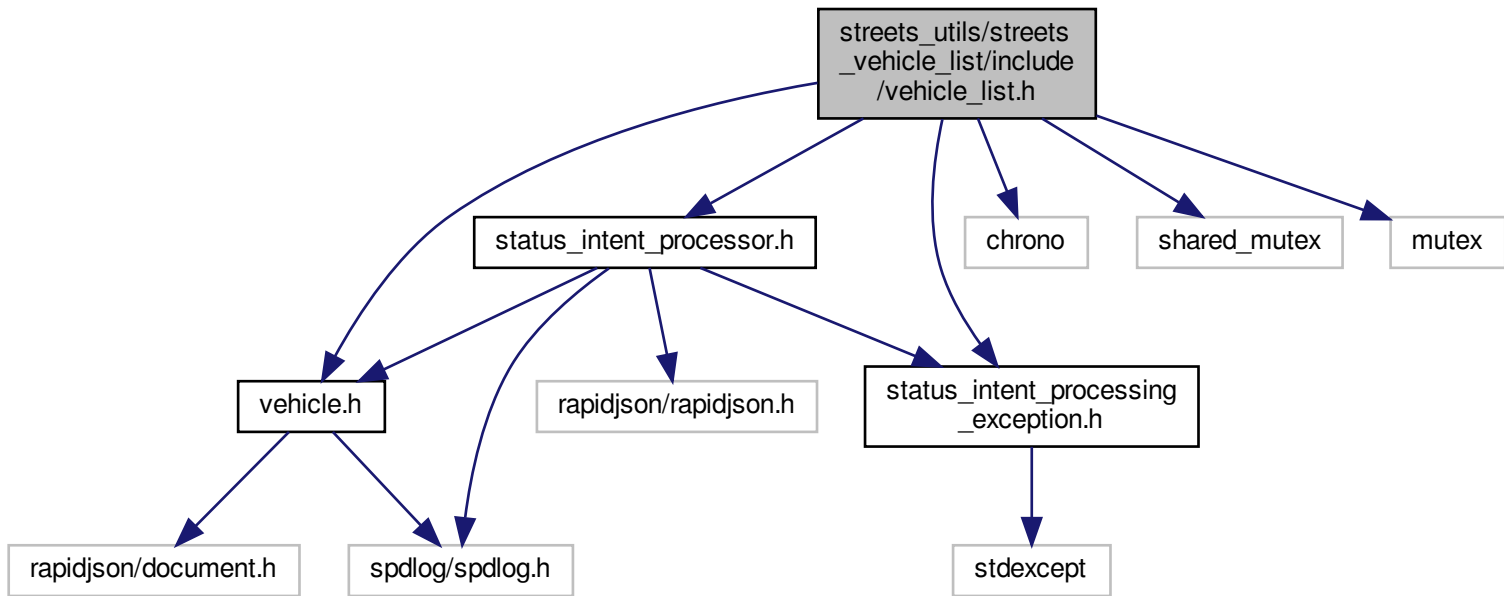 streets_utils/streets
_vehicle_list/include
/vehicle_list.h
status_intent_processor.h
chrono
shared_mutex
mutex
vehicle.h
rapidjson/rapidjson.h
status_intent_processing
_exception.h
rapidjson/document.h
spdlog/spdlog.h
stdexcept